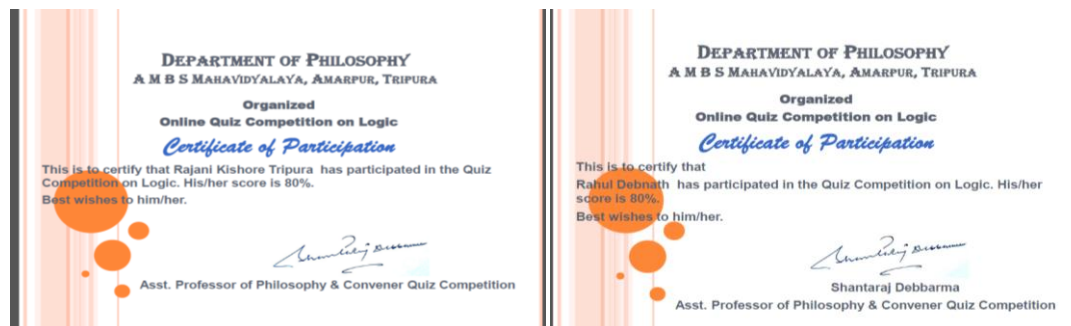 DEPARTMENT OF PHILOSOPHY
A M B S MAHAVIDYALAYA, AMARPUR, TRIPURA
Organized
Online Quiz Competition on Logic
Certificate of Participation
This is to certify that Rajani Kishore Tripura has participated in the Quiz
Competition on Logic. His/her score is 80%.
Best wishes to him/her.
Asst. Professor of Philosophy & Convener Quiz Competition
DEPARTMENT OF PHILOSOPHY
A M B S MAHAVIDYALAYA, AMARPUR, TRIPURA
Organized
Online Quiz Competition on Logic
Certificate of Participation
This is to certify that
Rahul Debnath has participated in the Quiz Competition on Logic. His/her
score is 80%.
Best wishes to him/her.
Shantaraj Debbarma
Asst. Professor of Philosophy & Convener Quiz Competition